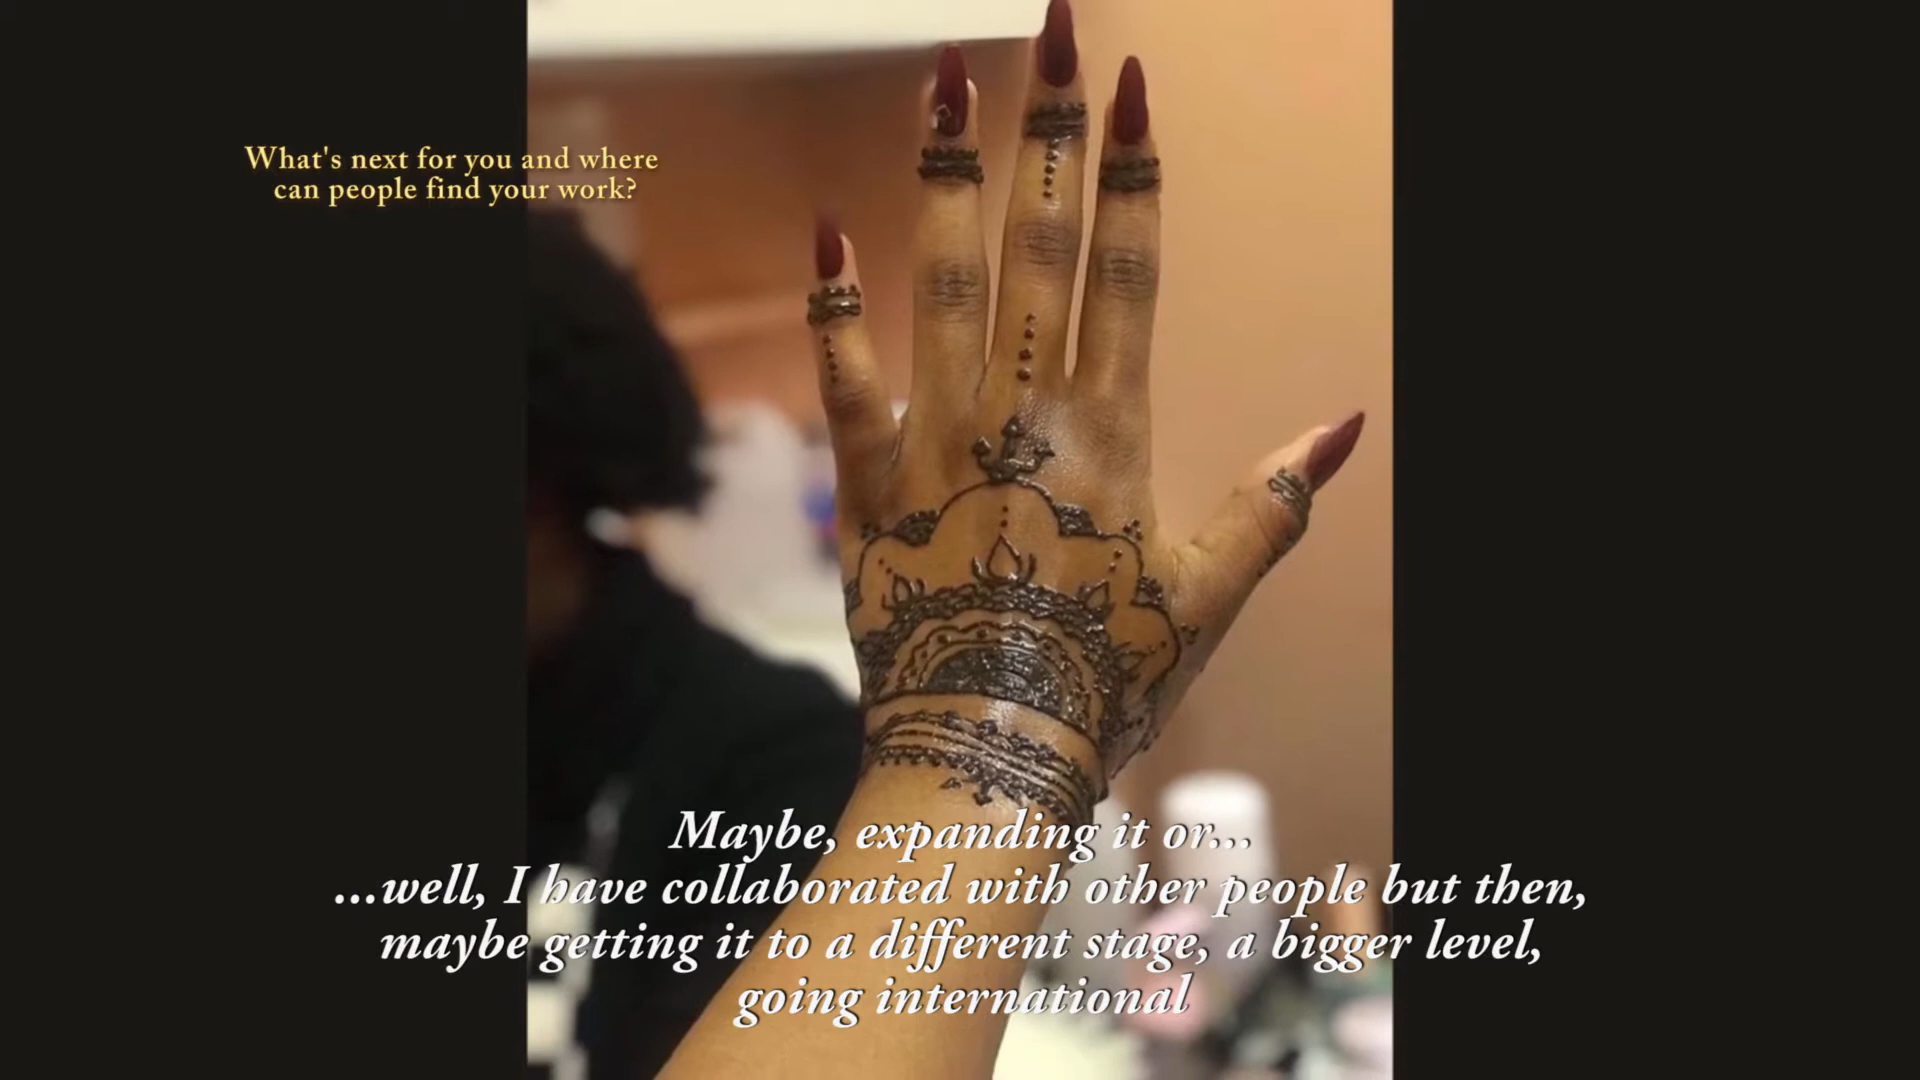 What's next for you and where
can people find your work?
Maybe, expanding it or...
...well, I have collaborated with other people but then,
maybe getting it to a different stage, a bigger level,
going international